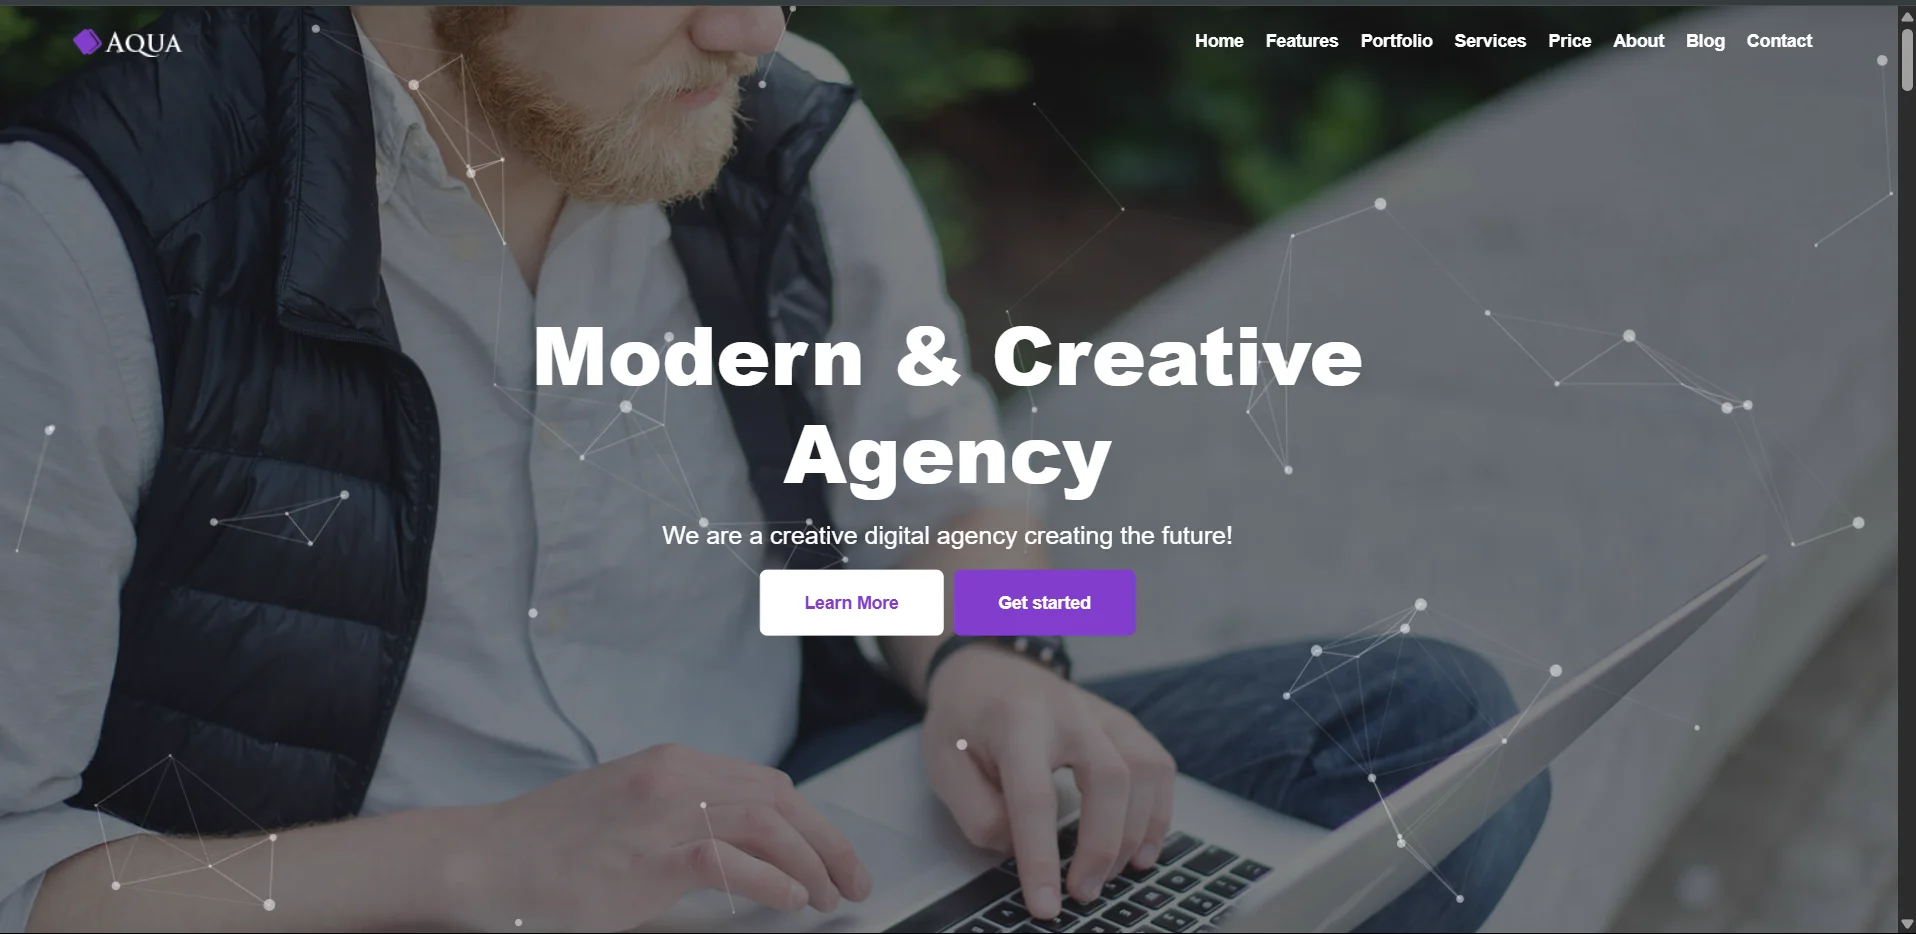 AQUA
Home Features Portfolio Services Price About Blog Contact
Modern & Creative
Agency
We are a creative digital agency creating the future!
Learn More Get started